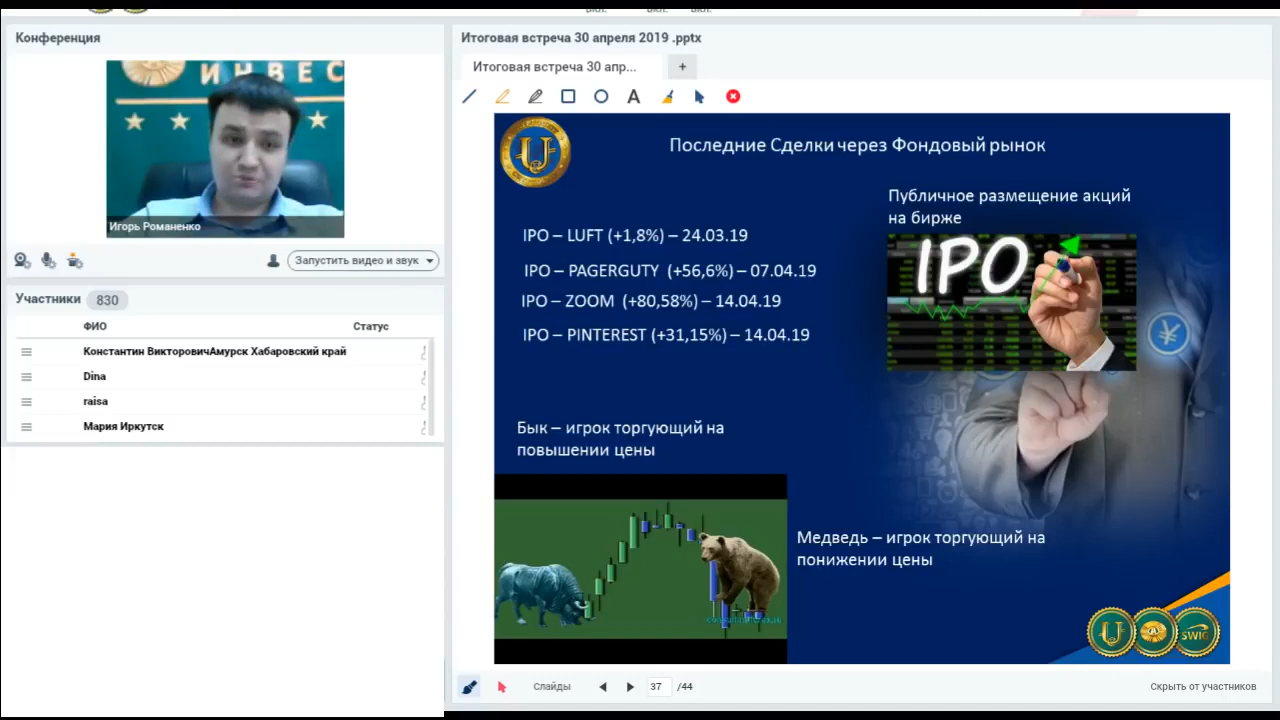 Конференция
ИНВЕС
Игорь Романенко
Запустить видео и звук
Участники 830
ФИО Статус
Константин ВикторовичАмурск Хабаровский край
Dina
raisa
Мария Иркутск
Итоговая встреча 30 апреля 2019 .pptx
Итоговая встреча 30 апр... +
A
Последние Сделки через Фондовый рынок
Публичное размещение акций
на бирже
IPO
IPO – LUFT (+1,8%) – 24.03.19
IPO – PAGERGUTY (+56,6%) – 07.04.19
IPO – ZOOM (+80,58%) – 14.04.19
IPO – PINTEREST (+31,15%) – 14.04.19
Бык – игрок торгующий на
повышении цены
Медведь – игрок торгующий на
понижении цены
SWIG
Слайды 37 /44
Скрыть от участников